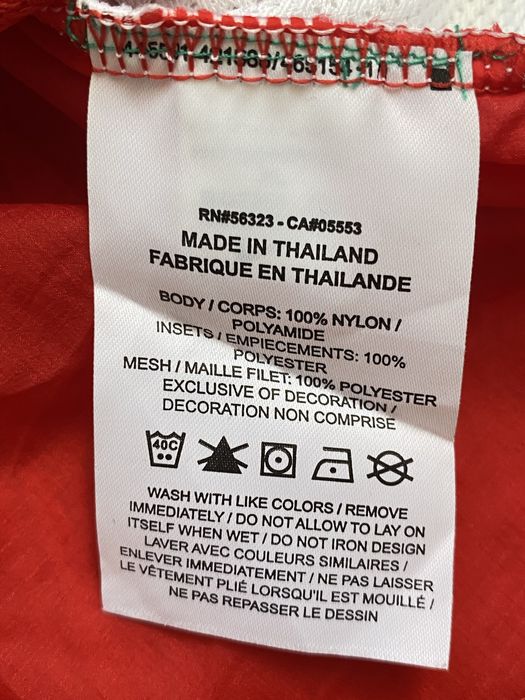 RN#56323 - CA#05553
MADE IN THAILAND
FABRIQUE EN THAILANDE
BODY / CORPS: 100% NYLON /
POLYAMIDE
INSETS / EMPIECEMENTS: 100%
POLYESTER
MESH / MAILLE FILET: 100% POLYESTER
EXCLUSIVE OF DECORATION /
DECORATION NON COMPRISE
40C
WASH WITH LIKE COLORS / REMOVE
IMMEDIATELY / DO NOT ALLOW TO LAY ON
ITSELF WHEN WET / DO NOT IRON DESIGN
LAVER AVEC COULEURS SIMILAIRES /
ENLEVER IMMEDIATEMENT / NE PAS LAISSER
LE VÊTEMENT PLIÉ LORSQU'IL EST MOUILLÉ /
NE PAS REPASSER LE DESSIN